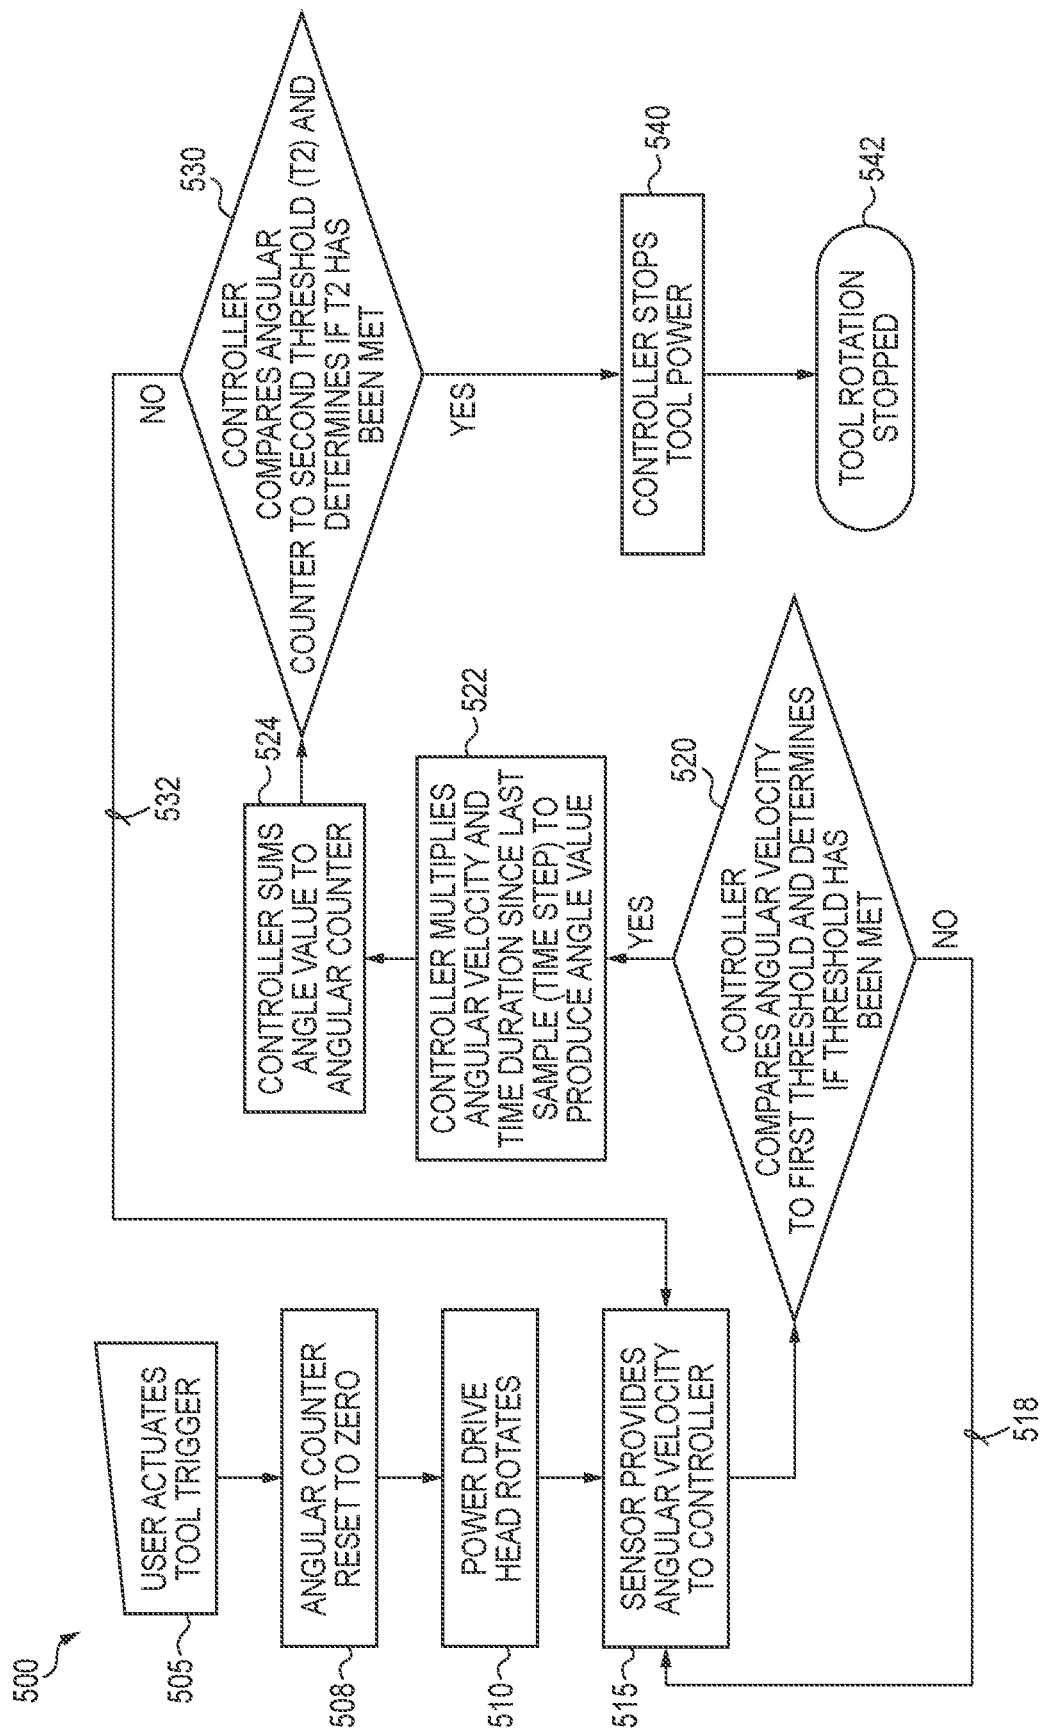 500
USER ACTUATES
TOOL TRIGGER
505
ANGULAR COUNTER
RESET TO ZERO
508
POWER DRIVE
HEAD ROTATES
510
SENSOR PROVIDES
ANGULAR VELOCITY
TO CONTROLLER
515
518
CONTROLLER
COMPARES ANGULAR VELOCITY
TO FIRST THRESHOLD AND DETERMINES
IF THRESHOLD HAS
BEEN MET
520
NO
YES
CONTROLLER MULTIPLIES
ANGULAR VELOCITY AND
TIME DURATION SINCE LAST
SAMPLE (TIME STEP) TO
PRODUCE ANGLE VALUE
522
CONTROLLER SUMS
ANGLE VALUE TO
ANGULAR COUNTER
524
CONTROLLER
COMPARES ANGULAR
COUNTER TO SECOND THRESHOLD (T2) AND
DETERMINES IF T2 HAS
BEEN MET
530
NO
532
YES
CONTROLLER STOPS
TOOL POWER
540
TOOL ROTATION
STOPPED
542